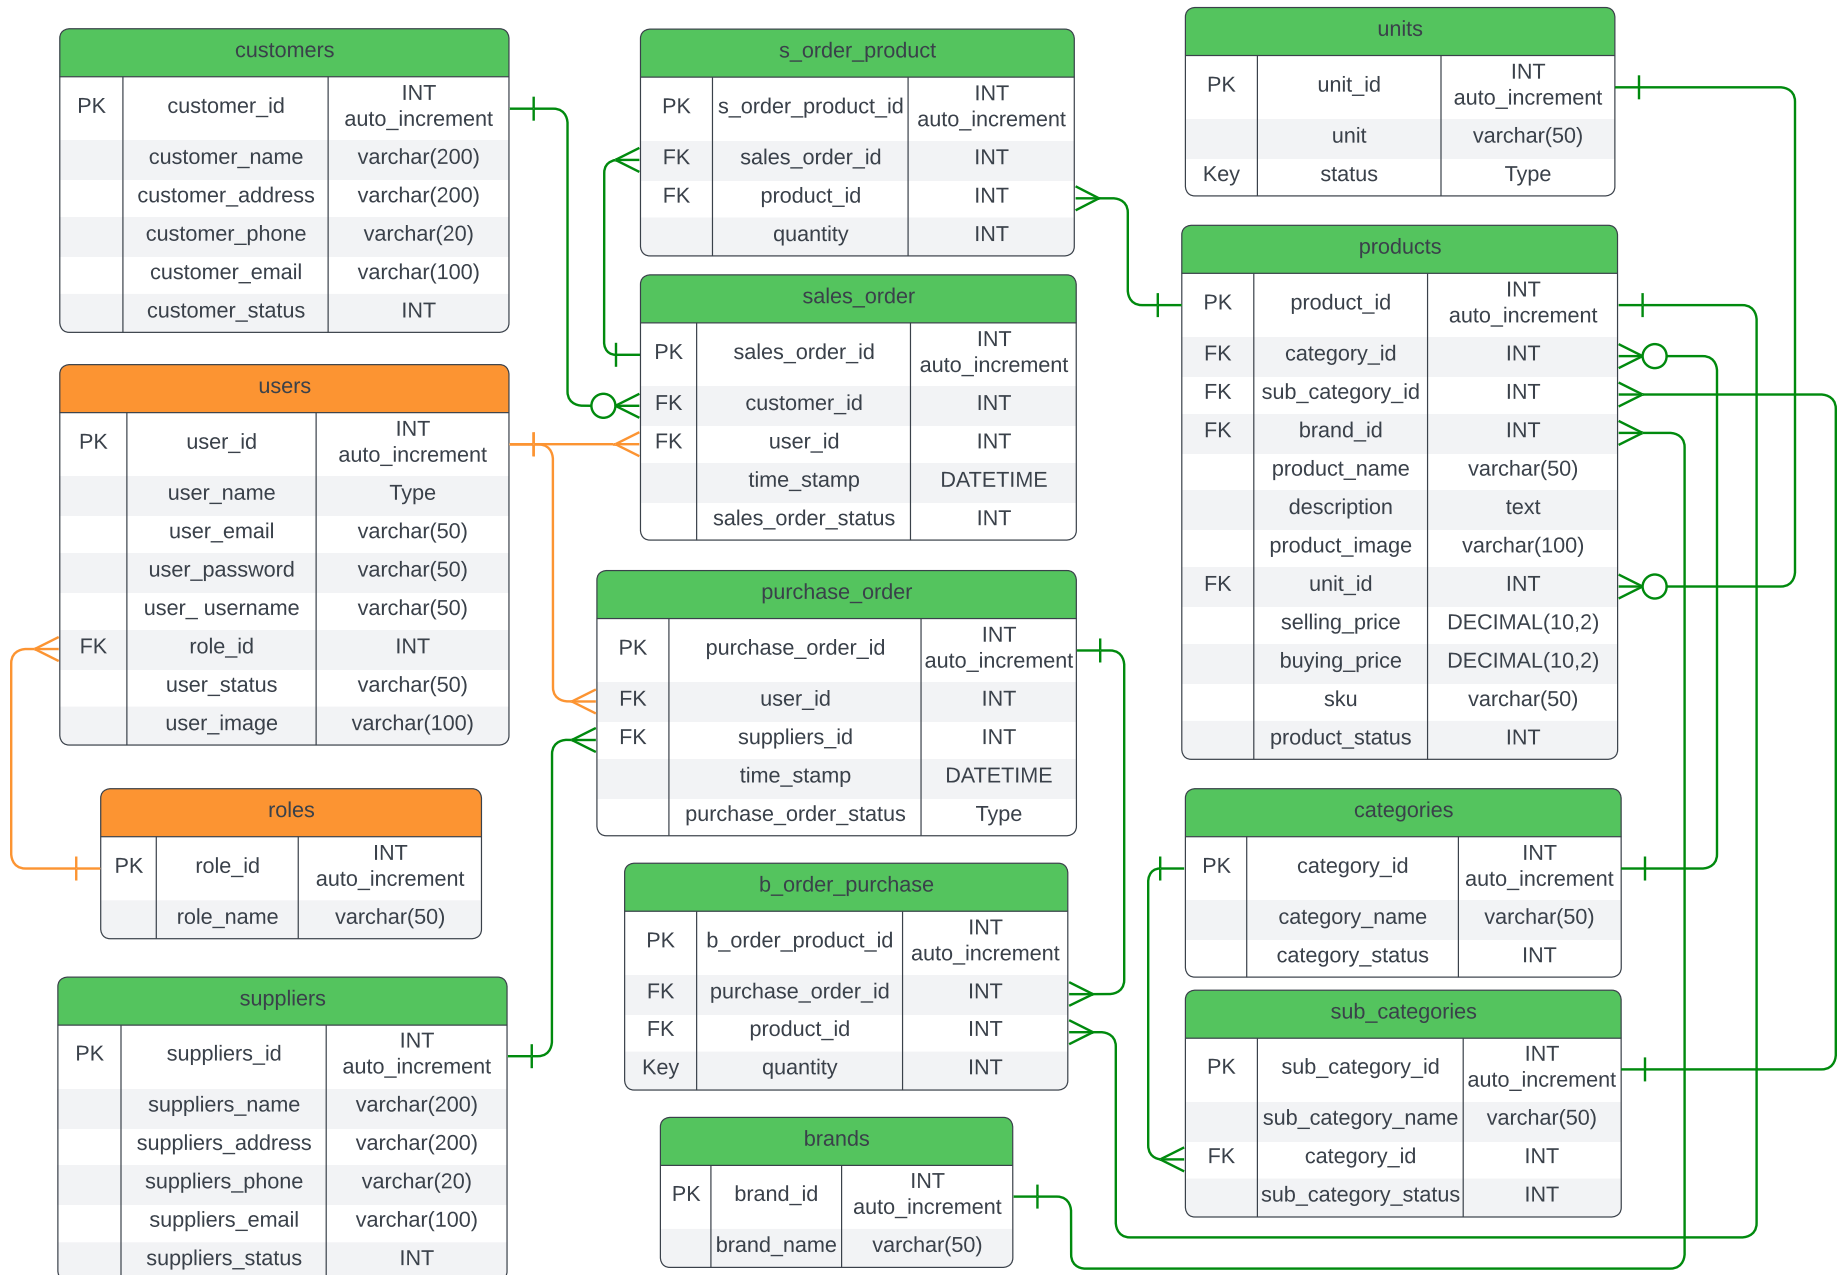 customers
PK customer_id INT auto_increment
customer_name varchar(200)
customer_address varchar(200)
customer_phone varchar(20)
customer_email varchar(100)
customer_status INT
users
PK user_id INT auto_increment
user_name Type
user_email varchar(50)
user_password varchar(50)
user_ username varchar(50)
FK role_id INT
user_status varchar(50)
user_image varchar(100)
roles
PK role_id INT auto_increment
role_name varchar(50)
suppliers
PK suppliers_id INT auto_increment
suppliers_name varchar(200)
suppliers_address varchar(200)
suppliers_phone varchar(20)
suppliers_email varchar(100)
suppliers_status INT
s_order_product
PK s_order_product_id INT auto_increment
FK sales_order_id INT
FK product_id INT
quantity INT
sales_order
PK sales_order_id INT auto_increment
FK customer_id INT
FK user_id INT
time_stamp DATETIME
sales_order_status INT
purchase_order
PK purchase_order_id INT auto_increment
FK user_id INT
FK suppliers_id INT
time_stamp DATETIME
purchase_order_status Type
b_order_purchase
PK b_order_product_id INT auto_increment
FK purchase_order_id INT
FK product_id INT
Key quantity INT
brands
PK brand_id INT auto_increment
brand_name varchar(50)
units
PK unit_id INT auto_increment
unit varchar(50)
Key status Type
products
PK product_id INT auto_increment
FK category_id INT
FK sub_category_id INT
FK brand_id INT
product_name varchar(50)
description text
product_image varchar(100)
FK unit_id INT
selling_price DECIMAL(10,2)
buying_price DECIMAL(10,2)
sku varchar(50)
product_status INT
categories
PK category_id INT auto_increment
category_name varchar(50)
category_status INT
sub_categories
PK sub_category_id INT auto_increment
sub_category_name varchar(50)
FK category_id INT
sub_category_status INT